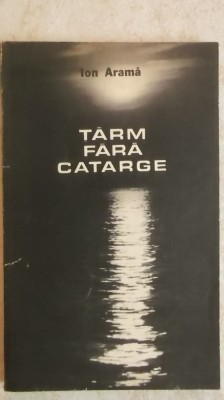 Ion Aramă
TĂRM
FĂRĂ
CATARGE